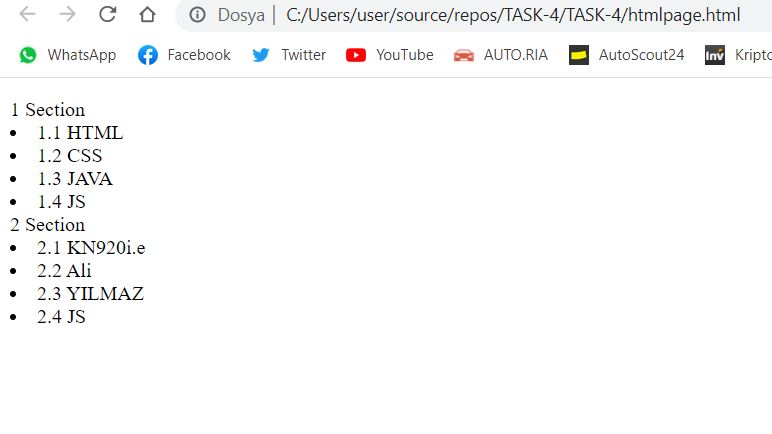 Dosya | C:/Users/user/source/repos/TASK-4/TASK-4/htmlpage.html
WhatsApp Facebook Twitter YouTube AUTO.RIA AutoScout24 Inv Kripto
1 Section
• 1.1 HTML
• 1.2 CSS
• 1.3 JAVA
• 1.4 JS
2 Section
• 2.1 KN920i.e
• 2.2 Ali
• 2.3 YILMAZ
• 2.4 JS